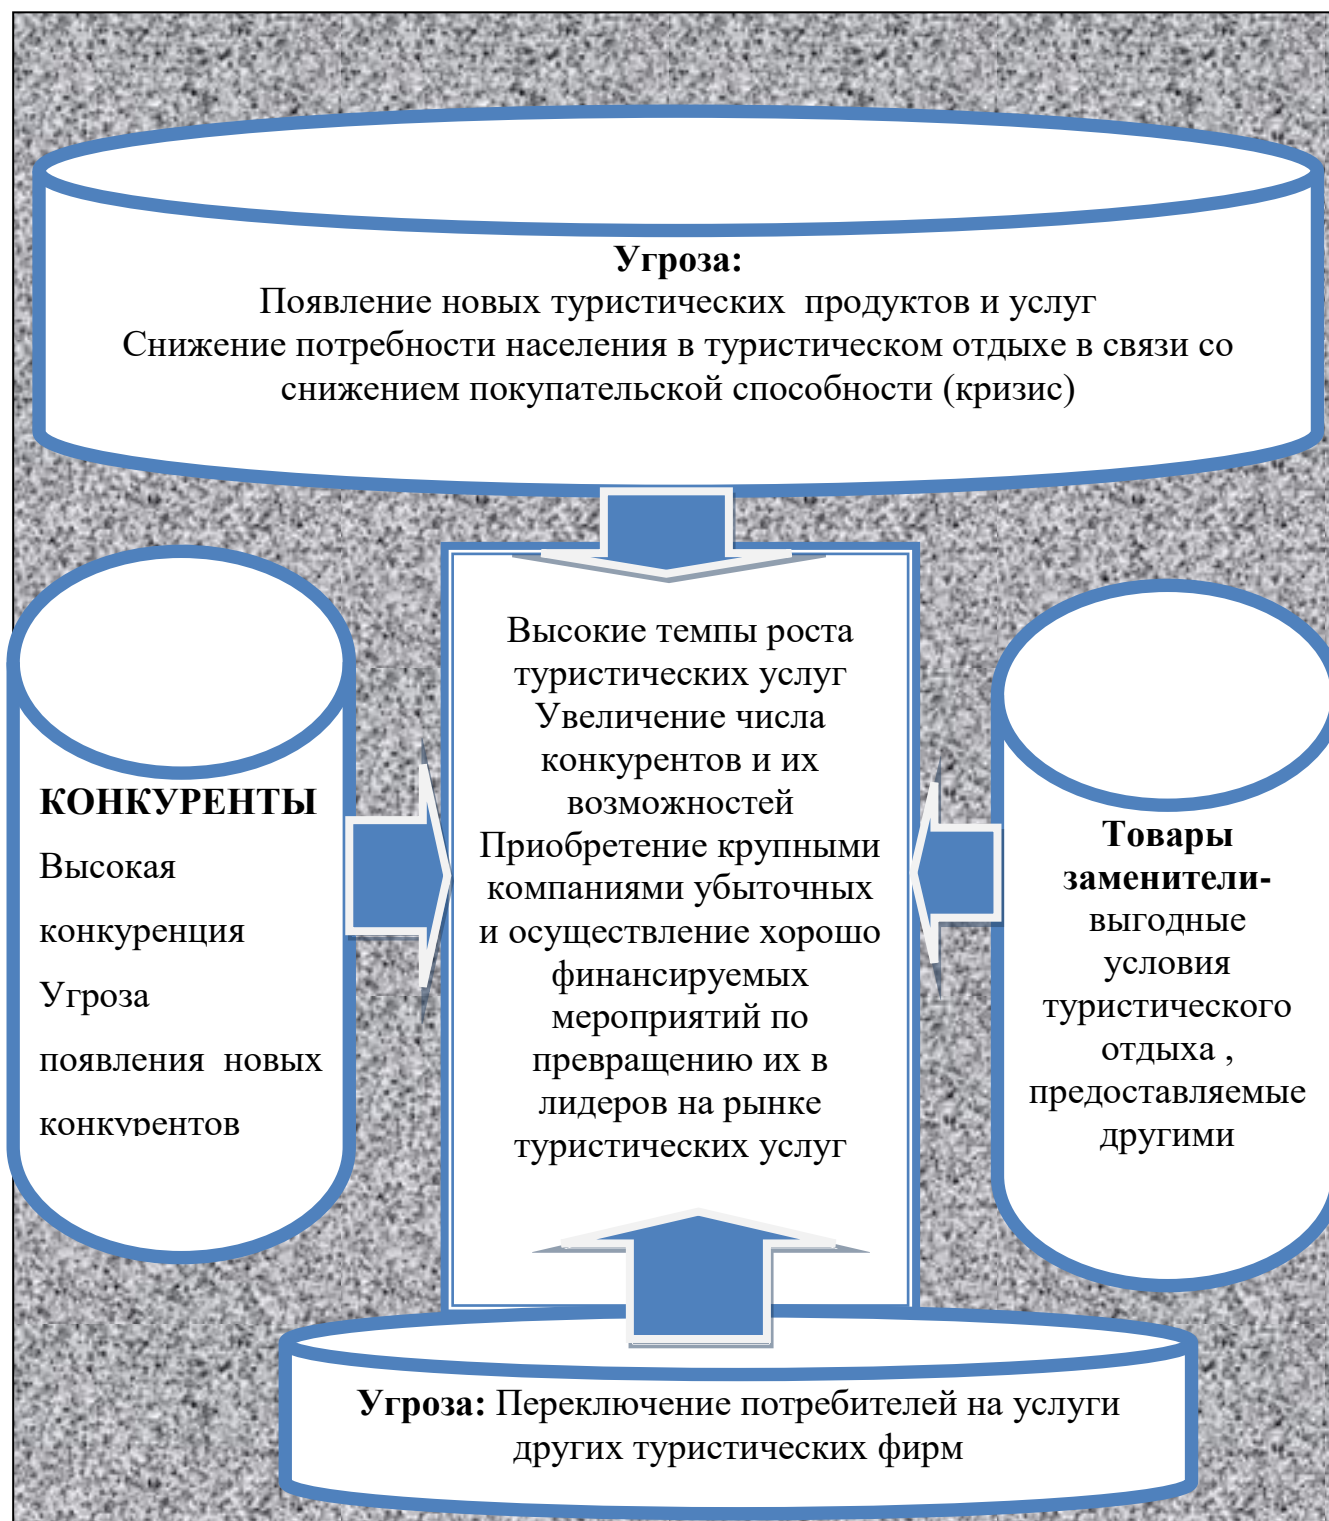 Угроза:
Появление новых туристических  продуктов и услуг
Снижение потребности населения в туристическом отдыхе в связи со
снижением покупательской способности (кризис)
КОНКУРЕНТЫ
Высокая
конкуренция
Угроза
появления  новых
конкурентов
Высокие темпы роста
туристических услуг
Увеличение числа
конкурентов и их
возможностей
Приобретение крупными
компаниями убыточных
и осуществление хорошо
финансируемых
мероприятий по
превращению их в
лидеров на рынке
туристических услуг
Товары
заменители-
выгодные
условия
туристического
отдыха ,
предоставляемые
другими
Угроза: Переключение потребителей на услуги
других туристических фирм